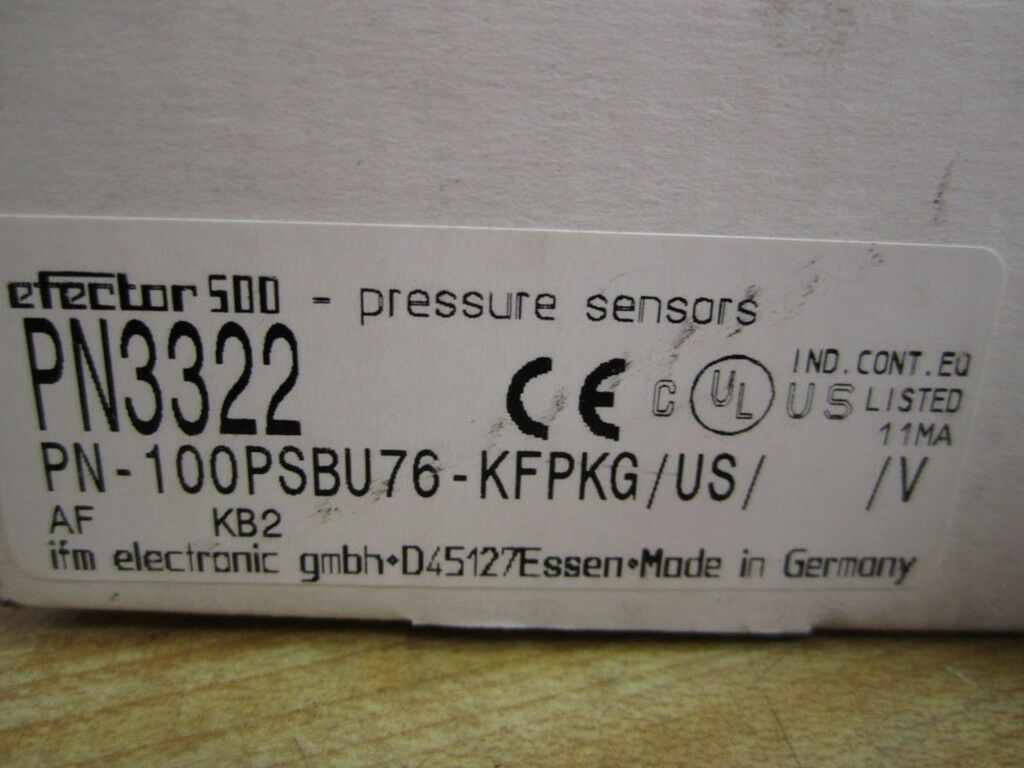 efector500 - pressure sensors
PN3322
CE C UL US IND. CONT. EQ
LISTED
11MA
PN-100PSBU76-KFPKG/US/ /V
AF KB2
ifm electronic gmbh•D45127Essen•Made in Germany